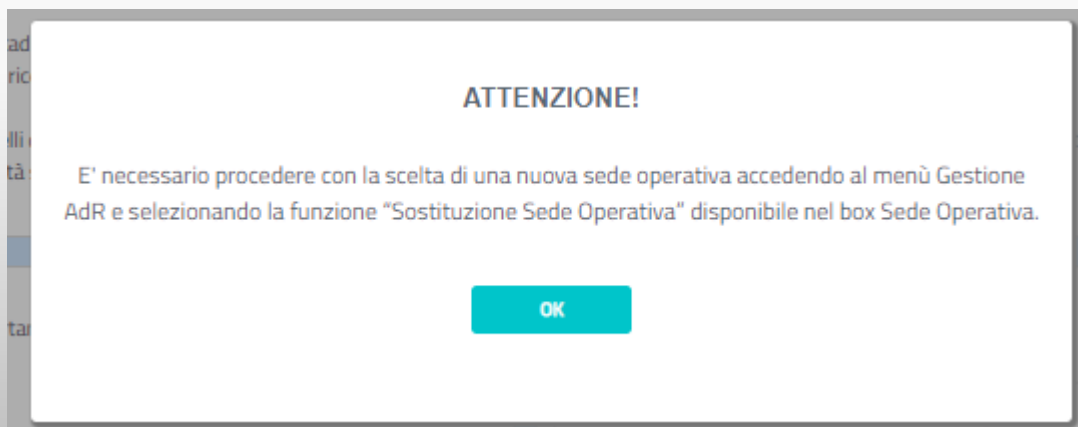 ATTENZIONE!
E' necessario procedere con la scelta di una nuova sede operativa accedendo al menù Gestione
AdR e selezionando la funzione “Sostituzione Sede Operativa” disponibile nel box Sede Operativa.
OK